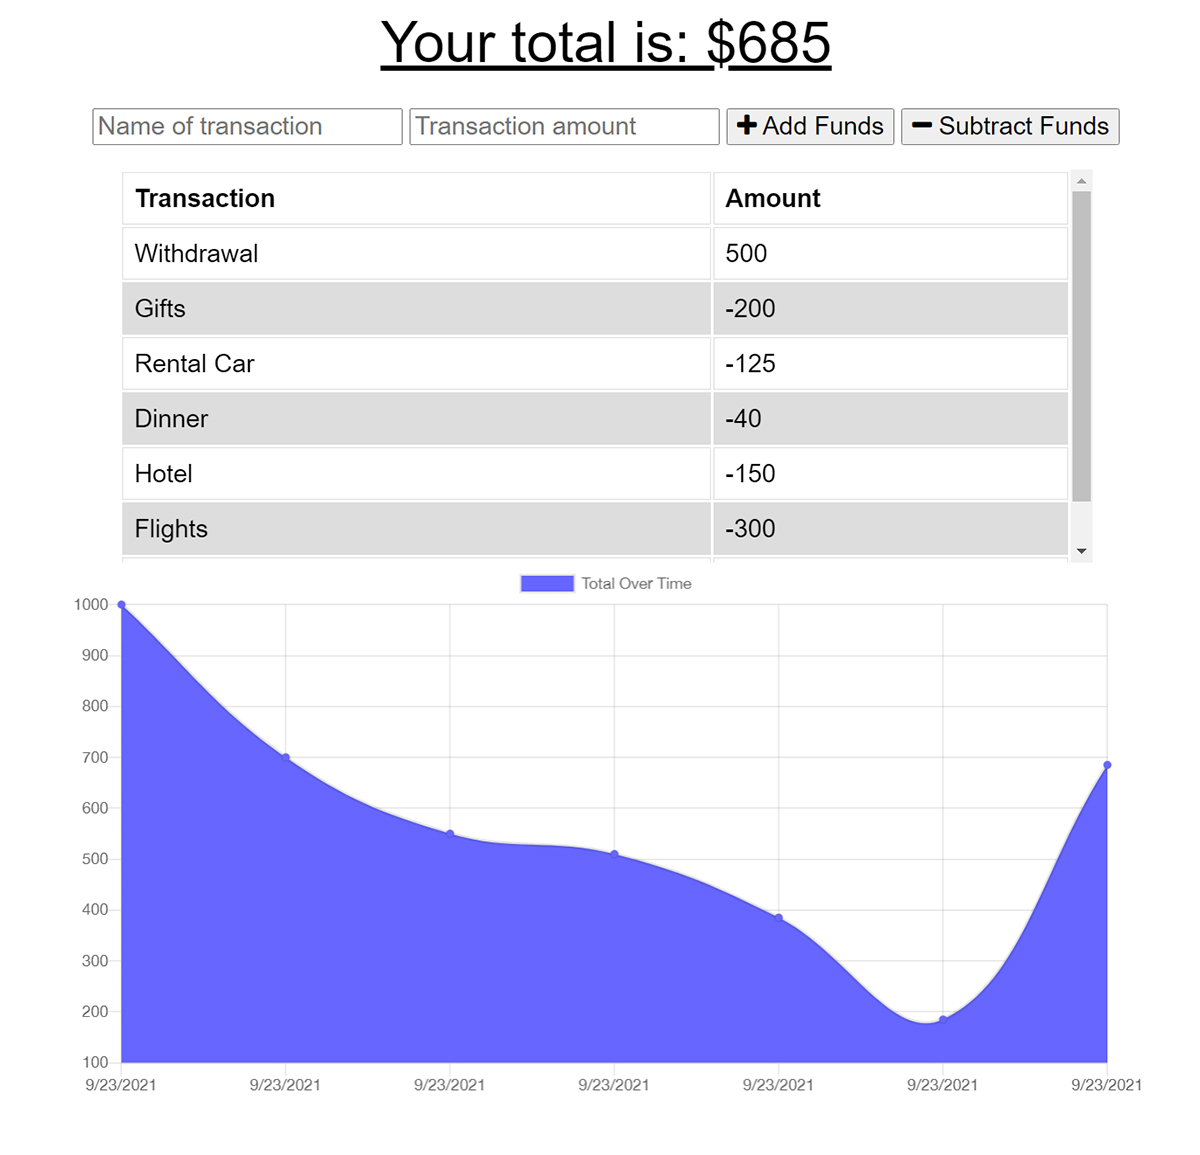 Your total is: $685
Name of transaction Transaction amount + Add Funds − Subtract Funds
Transaction Amount
Withdrawal 500
Gifts -200
Rental Car -125
Dinner -40
Hotel -150
Flights -300
Total Over Time
1000
900
800
700
600
500
400
300
200
100
9/23/2021 9/23/2021 9/23/2021 9/23/2021 9/23/2021 9/23/2021 9/23/2021